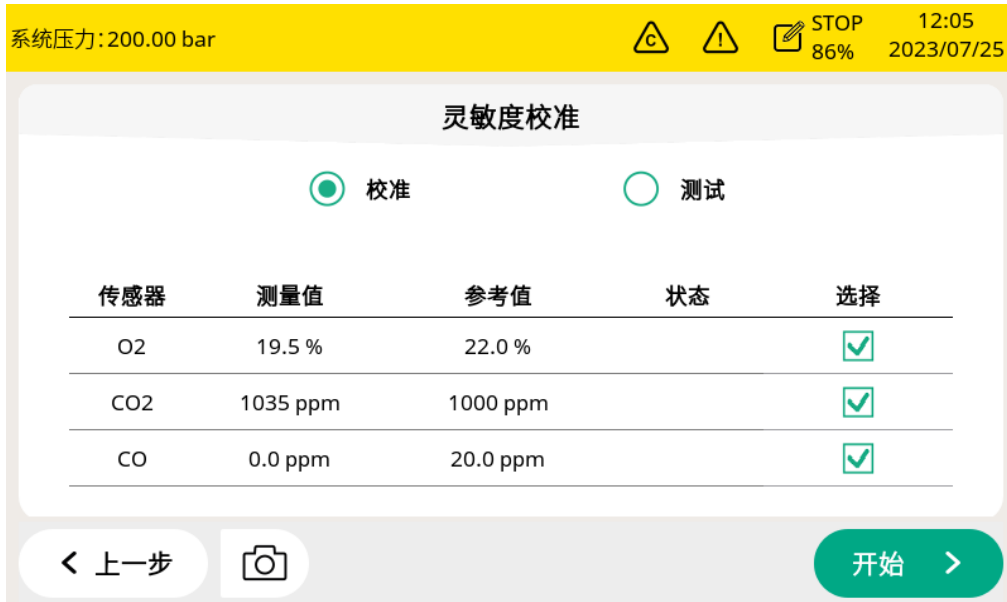 系统压力:200.00 bar
C
!
STOP
86%
12:05
2023/07/25
灵敏度校准
校准 测试
传感器 测量值 参考值 状态 选择
O2 19.5 % 22.0 %
CO2 1035 ppm 1000 ppm
CO 0.0 ppm 20.0 ppm
上一步 开始